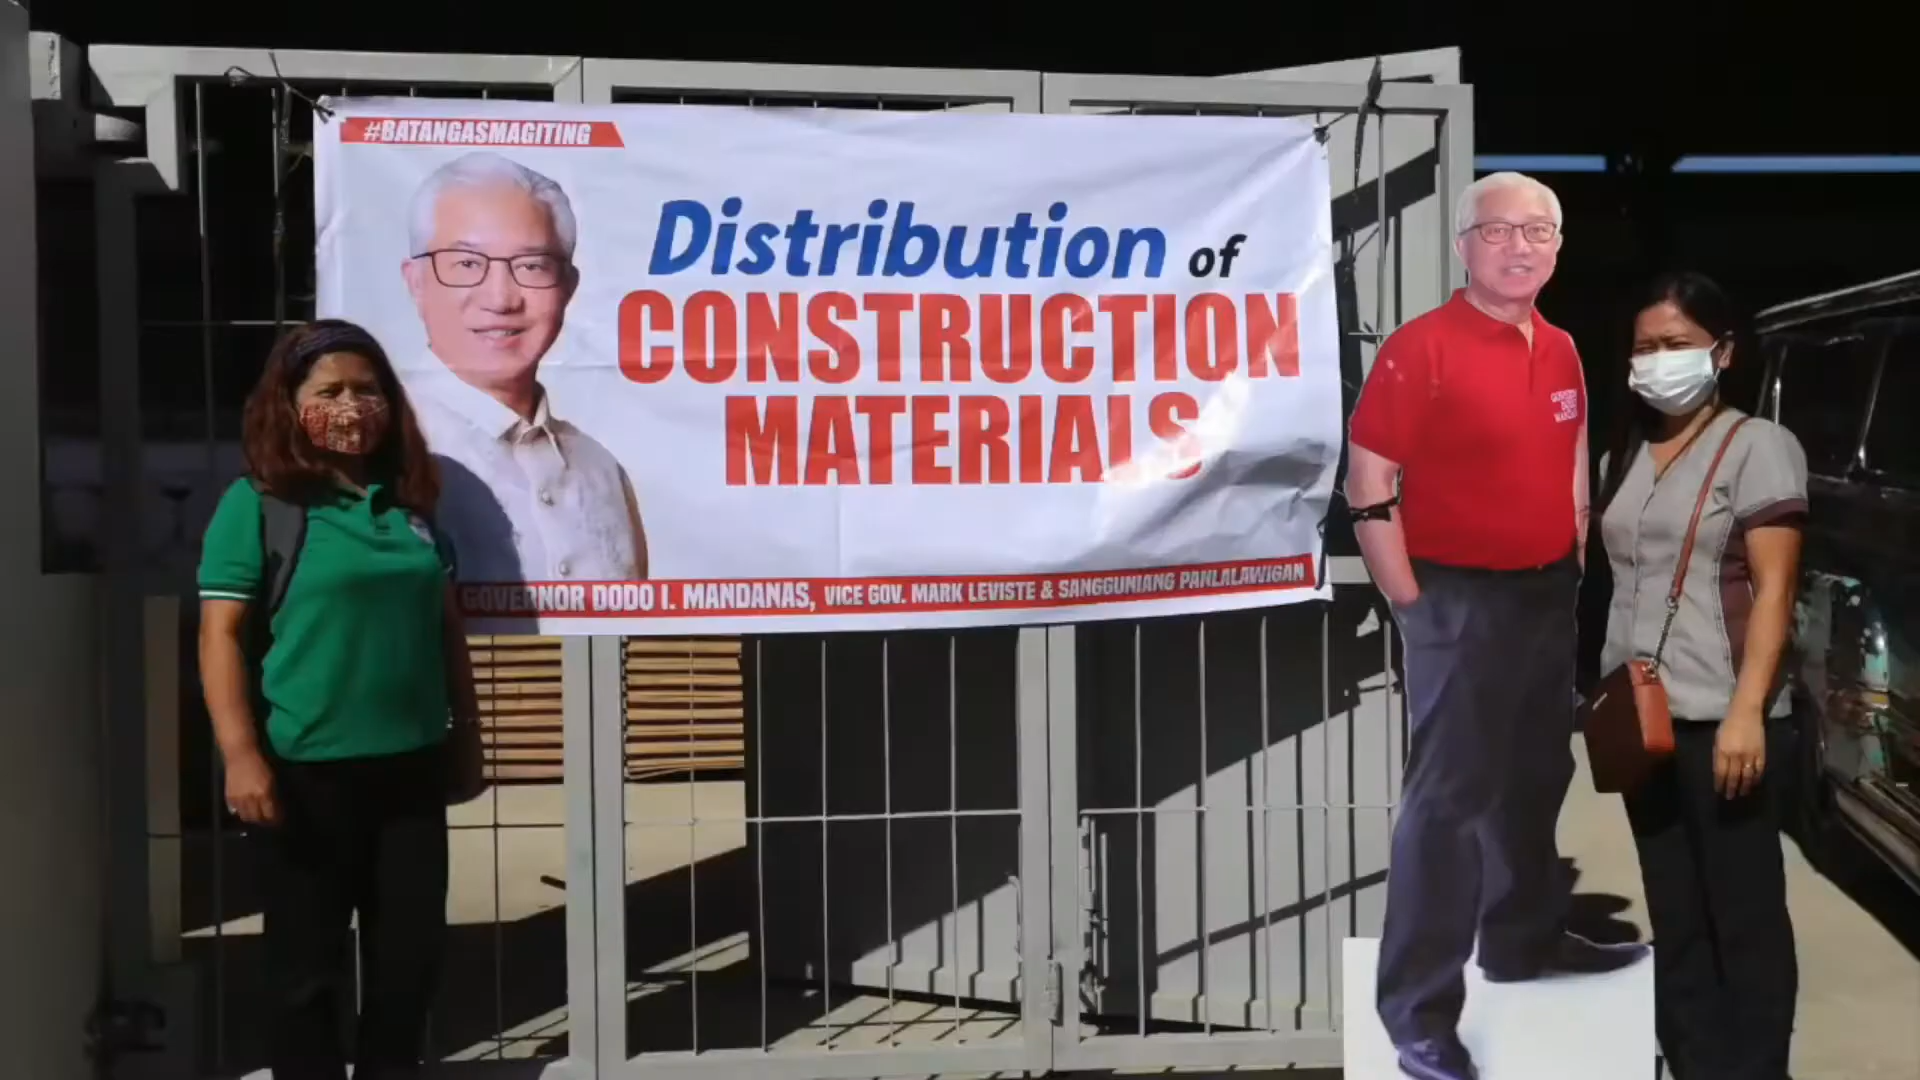 #BATANGASMAGITING
Distribution of
CONSTRUCTION
MATERIALS
GOVERNOR DODO I. MANDANAS, VICE GOV. MARK LEVISTE & SANGGUNIANG PANLALAWIGAN